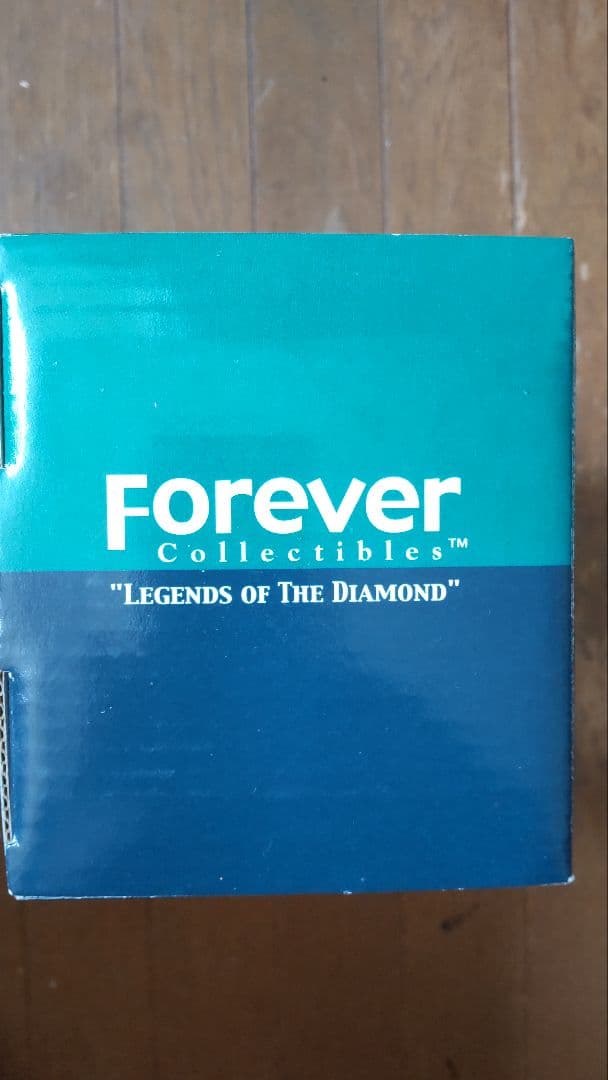 Forever
Collectibles™
"LEGENDS OF THE DIAMOND"